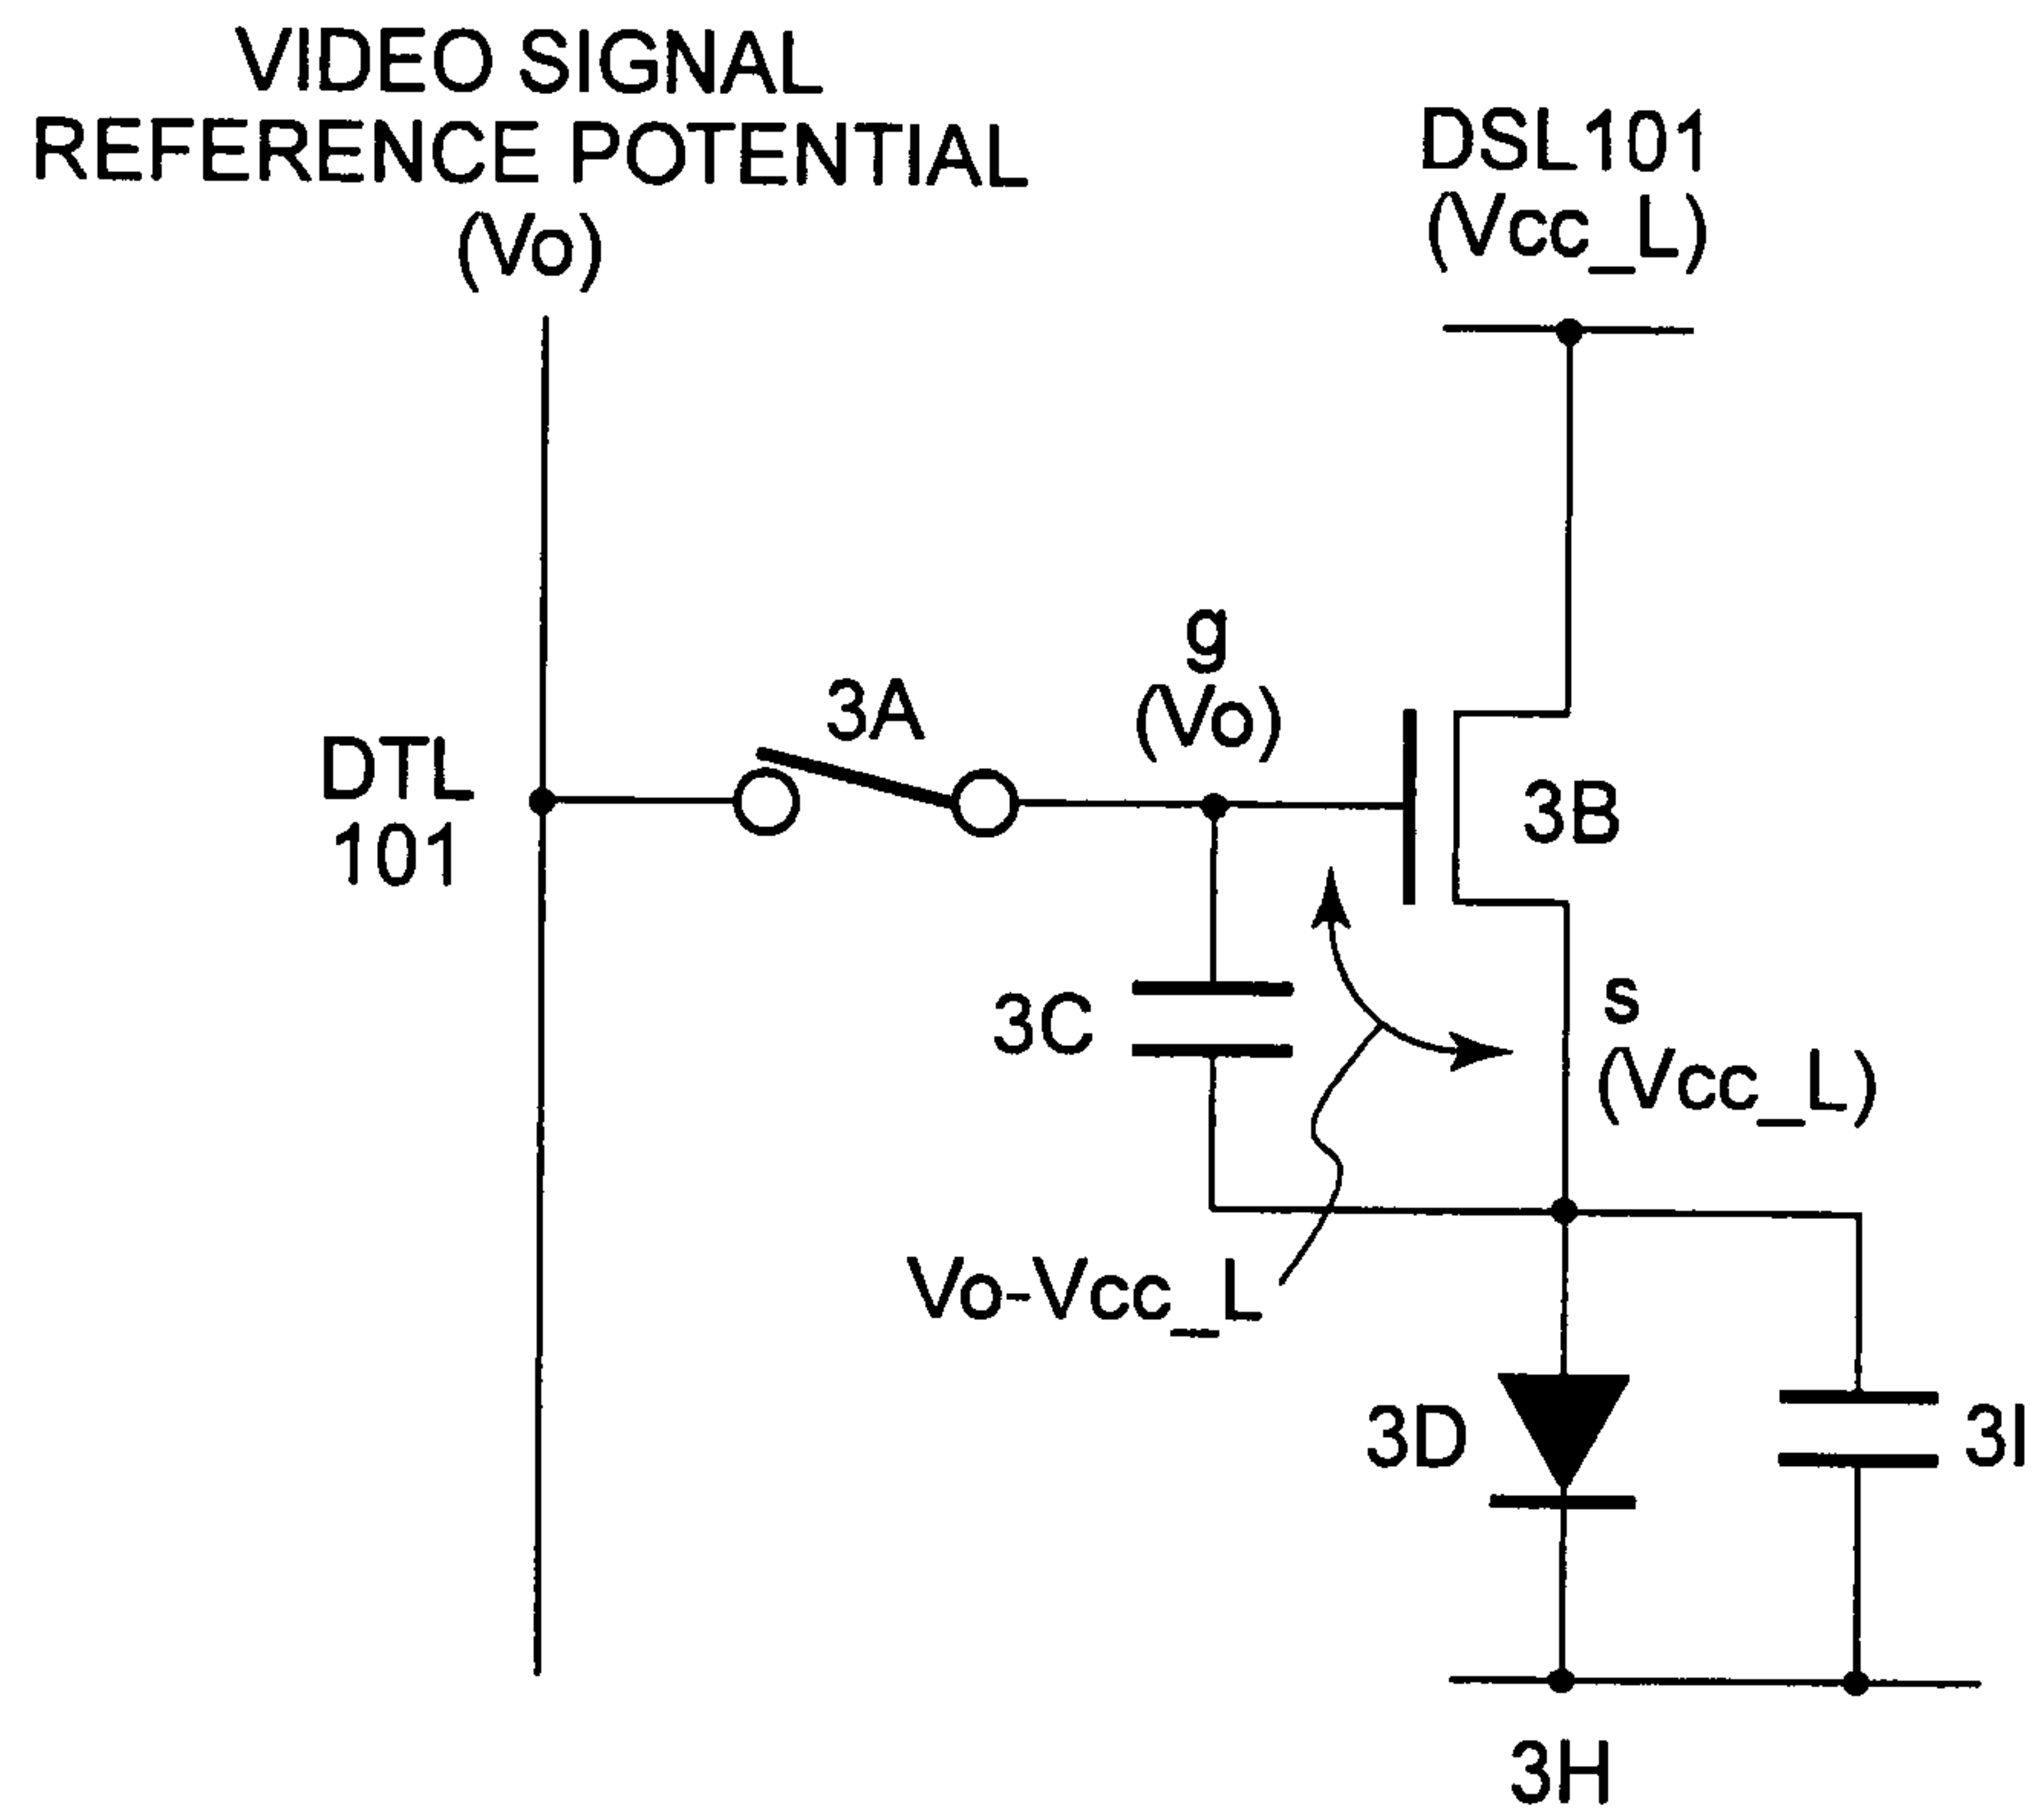 VIDEO SIGNAL
REFERENCE POTENTIAL
(Vo)
DSL101
(Vcc_L)
g
(Vo)
3A
DTL
101
3B
3C
s
(Vcc_L)
Vo-Vcc_L
3D
3I
3H